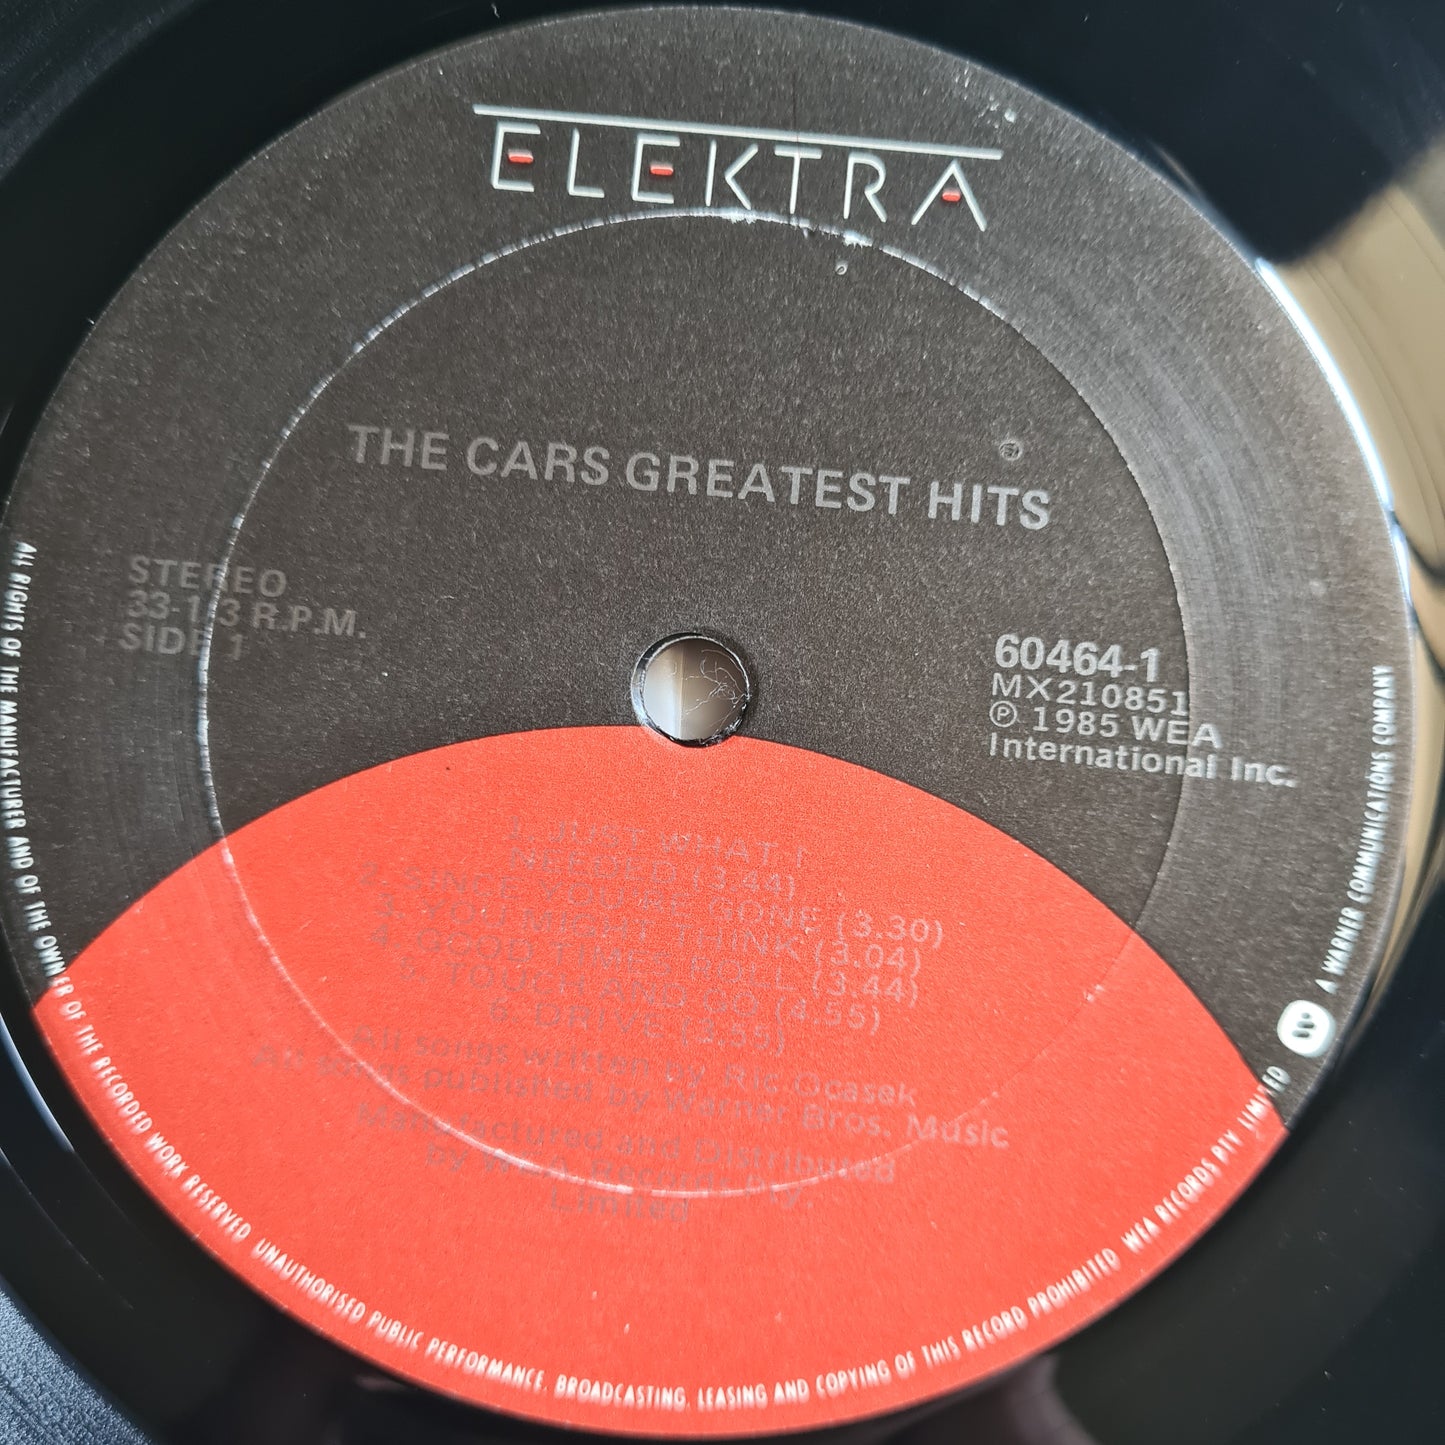 ELEKTRA
THE CARS GREATEST HITS
STEREO
33-1/3 R.P.M.
SIDE 1
60464-1
MX210851
℗ 1985 WEA
International Inc.
1. JUST WHAT I
NEEDED (3.44)
2. SINCE YOU'RE GONE (3.30)
3. YOU MIGHT THINK (3.04)
4. GOOD TIMES ROLL (3.44)
5. TOUCH AND GO (4.55)
6. DRIVE (3.55)
All songs written by Ric Ocasek
All songs published by Warner Bros. Music
Manufactured and Distributed
by WEA Records Pty.
Limited
ALL RIGHTS OF THE MANUFACTURER AND OF THE OWNER OF THE RECORDED WORK RESERVED UNAUTHORISED PUBLIC PERFORMANCE, BROADCASTING, LEASING AND COPYING OF THIS RECORD PROHIBITED WEA RECORDS PTY. LIMITED A WARNER COMMUNICATIONS COMPANY